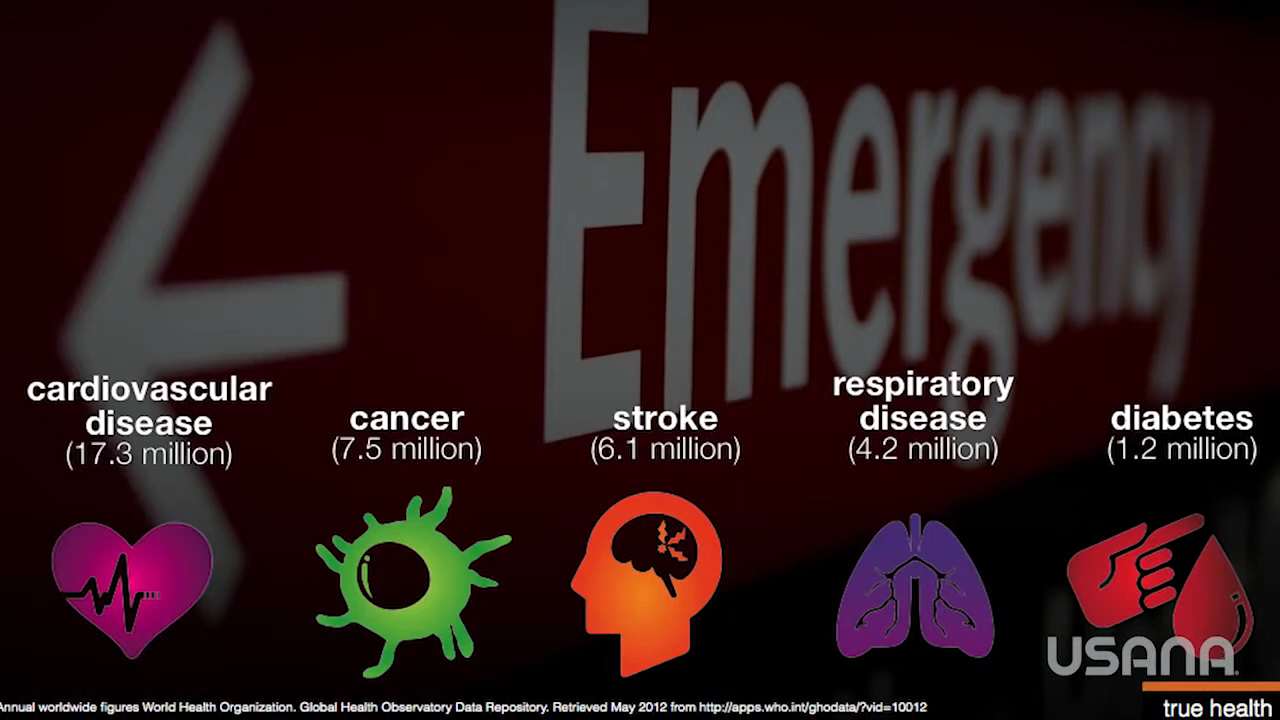 Emergency
cardiovascular
disease
(17.3 million)
cancer
(7.5 million)
stroke
(6.1 million)
respiratory
disease
(4.2 million)
diabetes
(1.2 million)
USANA
true health
Annual worldwide figures World Health Organization. Global Health Observatory Data Repository. Retrieved May 2012 from http://apps.who.int/ghodata/?vid=10012